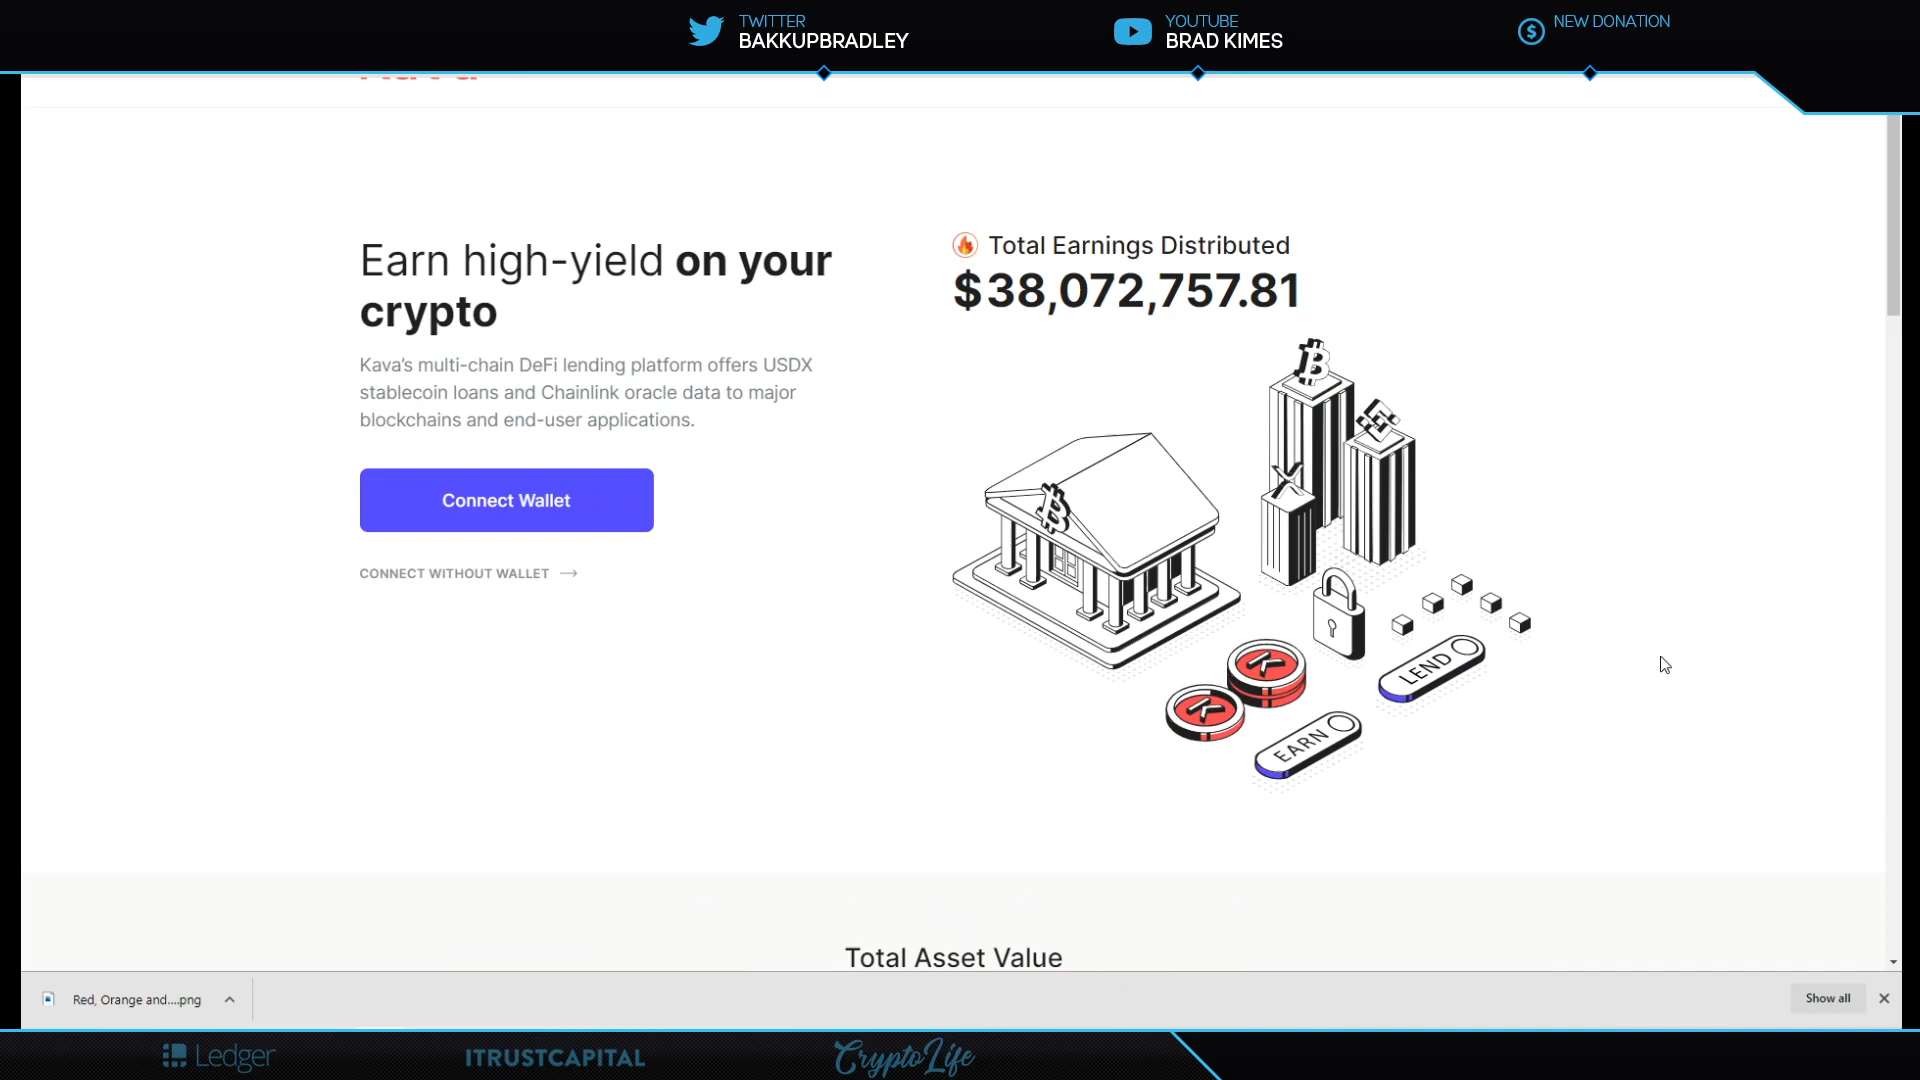 TWITTER
BAKKUPBRADLEY
YOUTUBE
BRAD KIMES
NEW DONATION
Earn high-yield on your
crypto
Kava's multi-chain DeFi lending platform offers USDX
stablecoin loans and Chainlink oracle data to major
blockchains and end-user applications.
Connect Wallet
CONNECT WITHOUT WALLET
Total Earnings Distributed
$38,072,757.81
LEND
EARN
Total Asset Value
Red, Orange and....png
Show all
Ledger
ITRUSTCAPITAL
CryptoLife